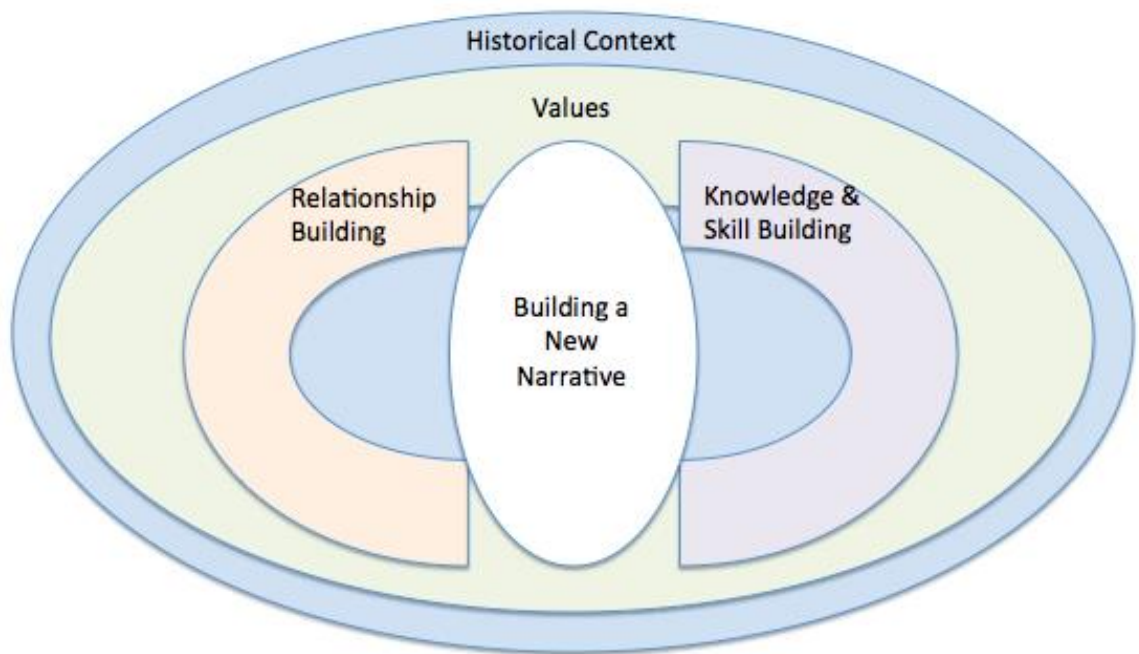 Historical Context
Values
Relationship
Building
Knowledge &
Skill Building
Building a
New
Narrative